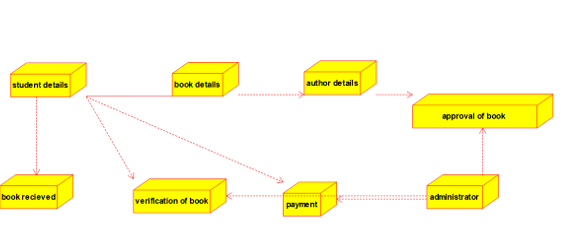 student details
book details
author details
approval of book
book recieved
verification of book
payment
administrator